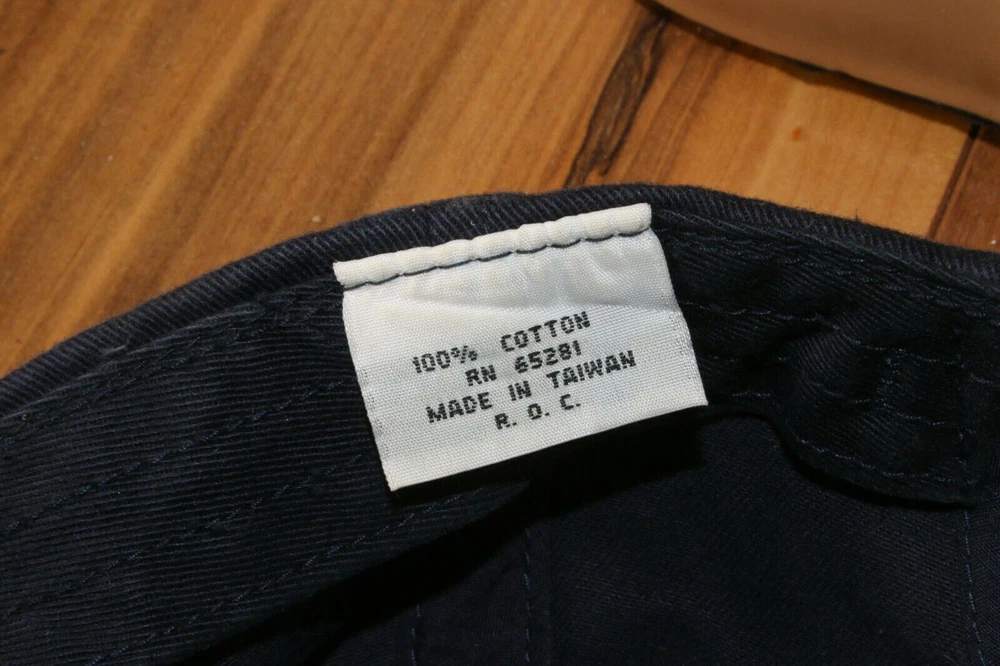 100% COTTON
RN 65281
MADE IN TAIWAN
R. O. C.